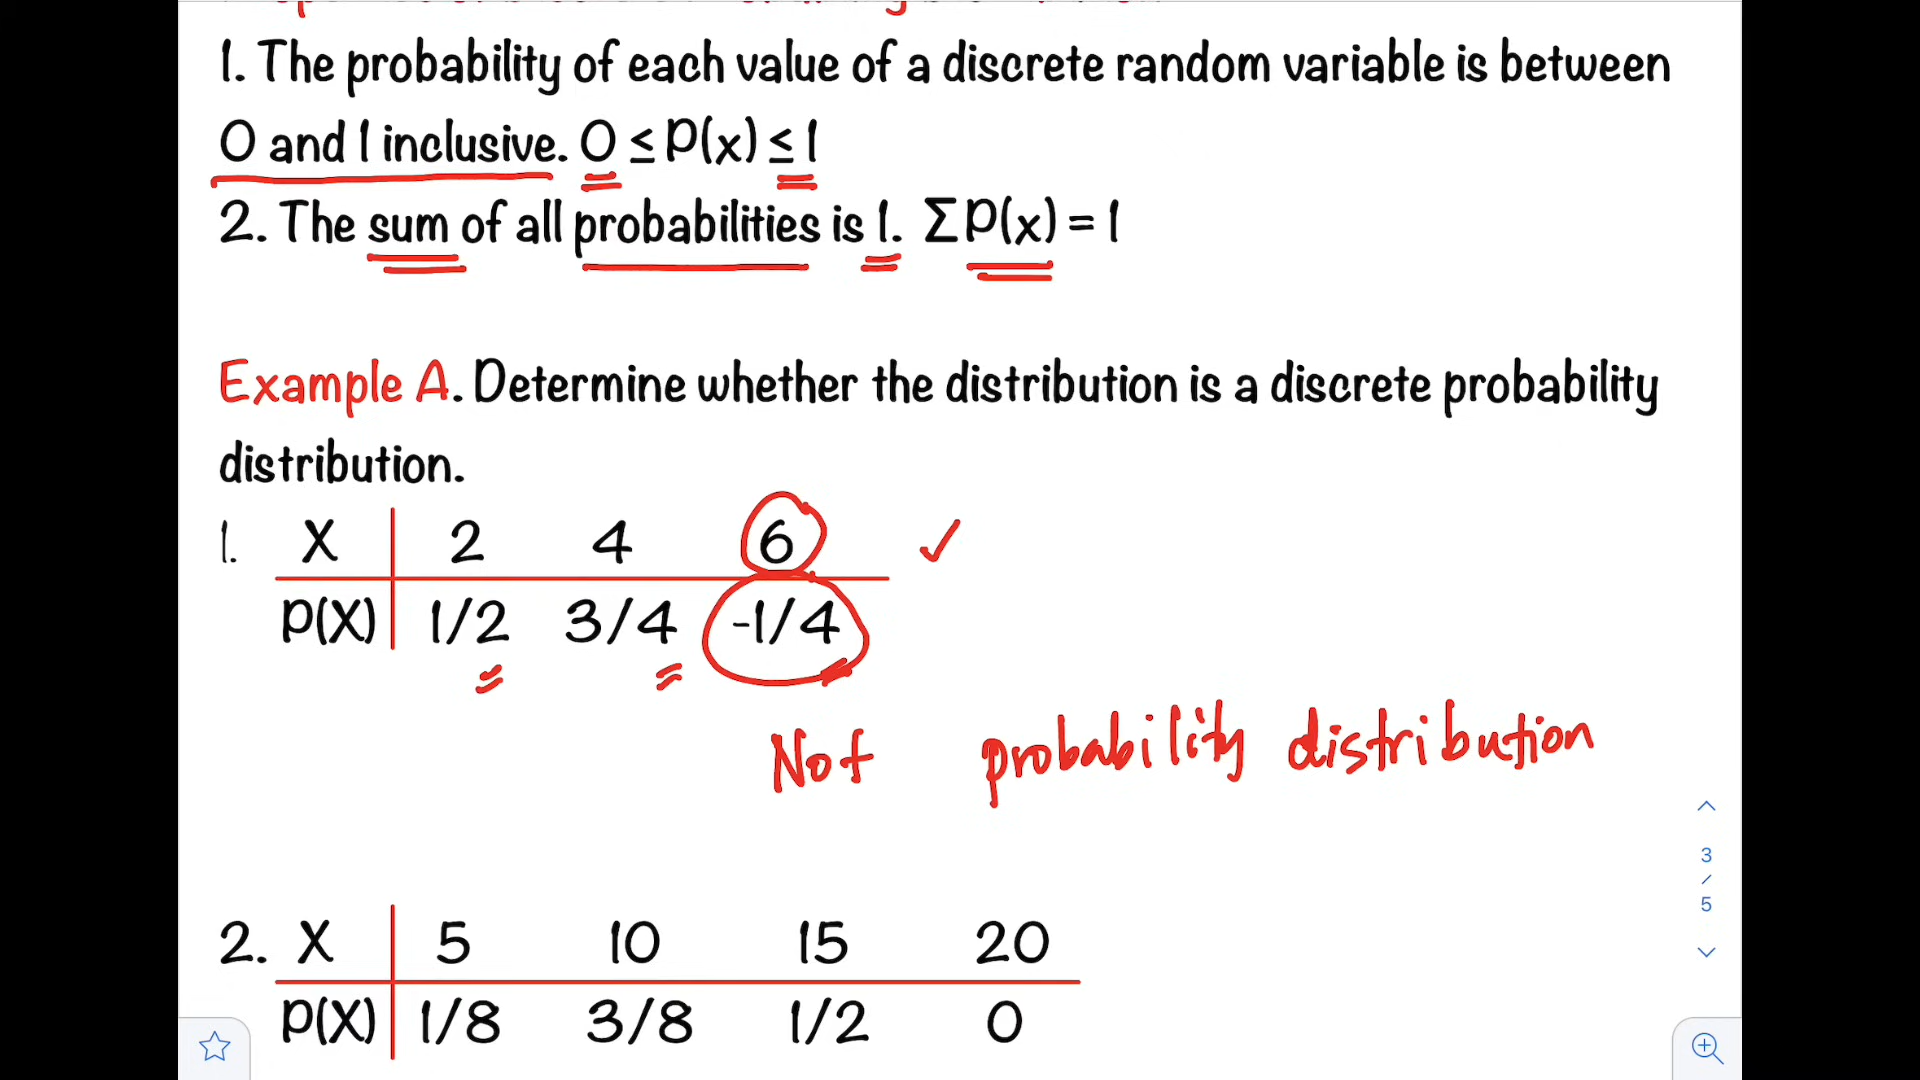 1. The probability of each value of a discrete random variable is between
0 and 1 inclusive. 0 ≤ P(x) ≤ 1
2. The sum of all probabilities is 1. ΣP(x) = 1
Example A. Determine whether the distribution is a discrete probability
distribution.
1. X 2 4 6 ✓
P(X) 1/2 3/4 -1/4
Not probability distribution
3
/
5
2. X 5 10 15 20
P(X) 1/8 3/8 1/2 0